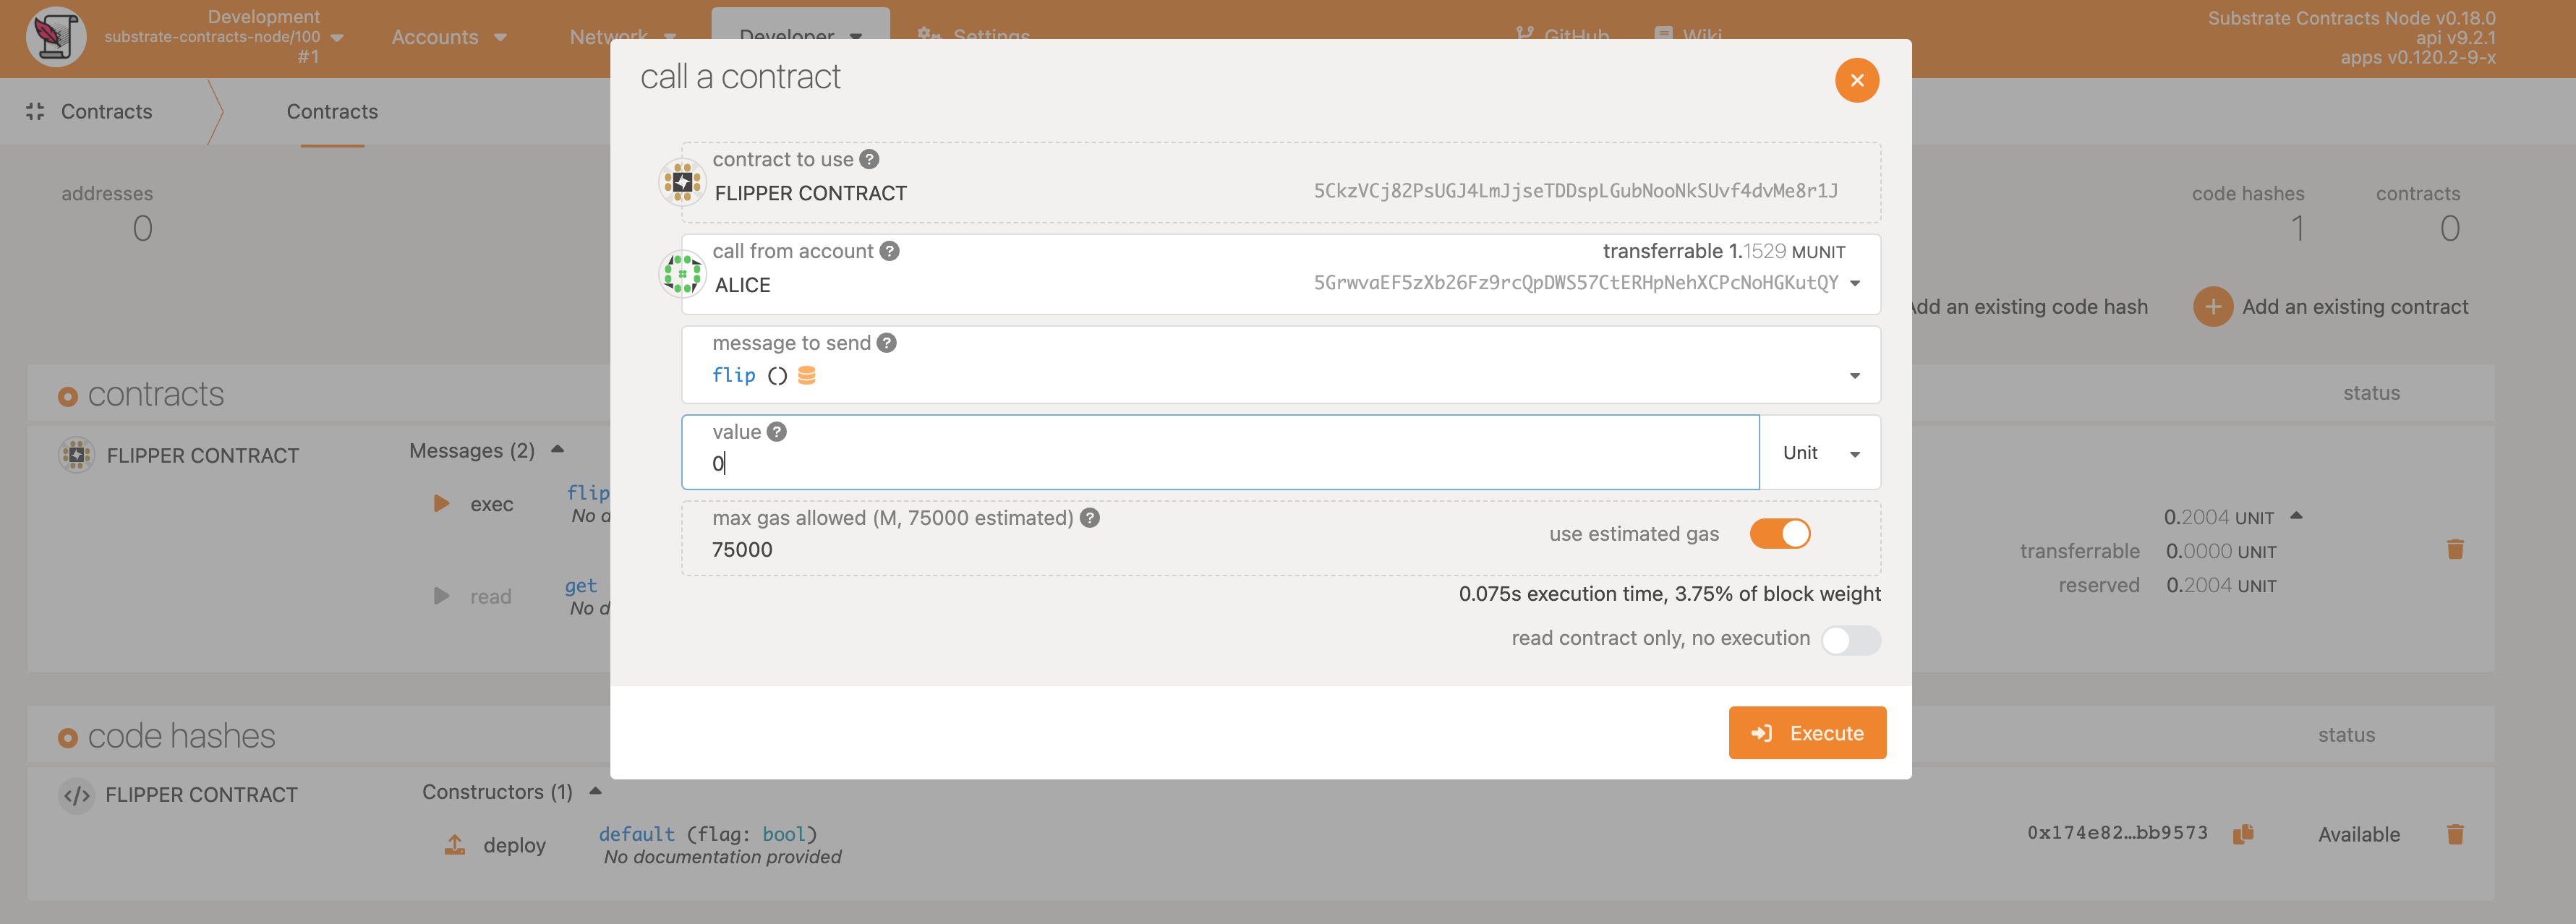 Development
substrate-contracts-node/100
#1
Accounts
Network
Developer
Settings
GitHub
Wiki
Substrate Contracts Node v0.18.0
api v9.2.1
apps v0.120.2-9-x
Contracts
Contracts
addresses
0
code hashes
1
contracts
0
Add an existing code hash
Add an existing contract
call a contract
contract to use
FLIPPER CONTRACT
5CkzVCj82PsUGJ4LmJjseTDDspLGubNooNkSUvf4dvMe8r1J
call from account
transferrable 1.1529 MUNIT
ALICE
5GrwvaEF5zXb26Fz9rcQpDWS57CtERHpNehXCPcNoHGKutQY
message to send
flip ()
value
0
Unit
max gas allowed (M, 75000 estimated)
75000
use estimated gas
0.075s execution time, 3.75% of block weight
read contract only, no execution
Execute
contracts
status
FLIPPER CONTRACT
Messages (2)
exec
flip
No d
read
get
No d
0.2004 UNIT
transferrable 0.0000 UNIT
reserved 0.2004 UNIT
code hashes
status
FLIPPER CONTRACT
Constructors (1)
deploy
default (flag: bool)
No documentation provided
0x174e82…bb9573
Available